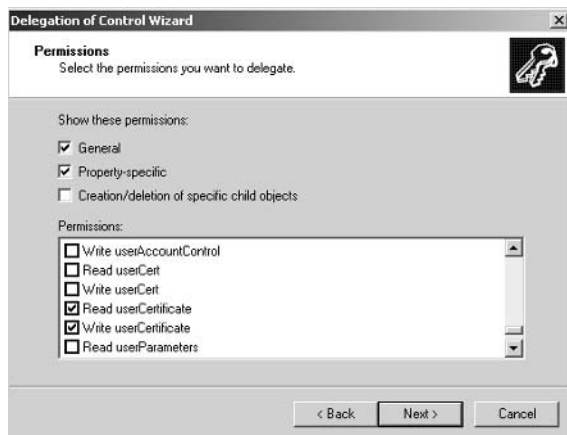 Delegation of Control Wizard
Permissions
Select the permissions you want to delegate.
Show these permissions:
General
Property-specific
Creation/deletion of specific child objects
Permissions:
Write userAccountControl
Read userCert
Write userCert
Read userCertificate
Write userCertificate
Read userParameters
< Back
Next >
Cancel